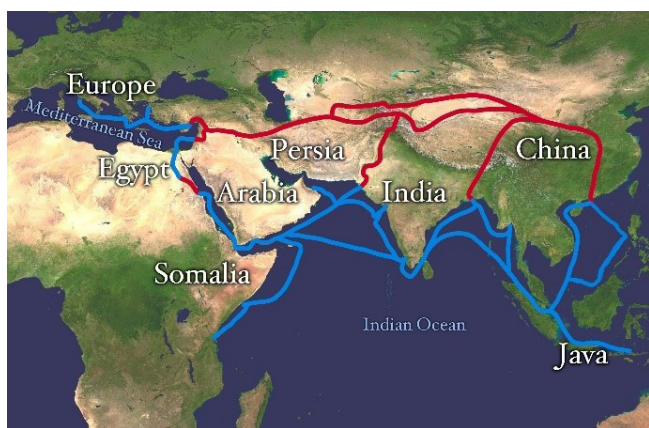 Europe
Mediterranean Sea
Egypt
Persia
China
Arabia
India
Somalia
Indian Ocean
Java